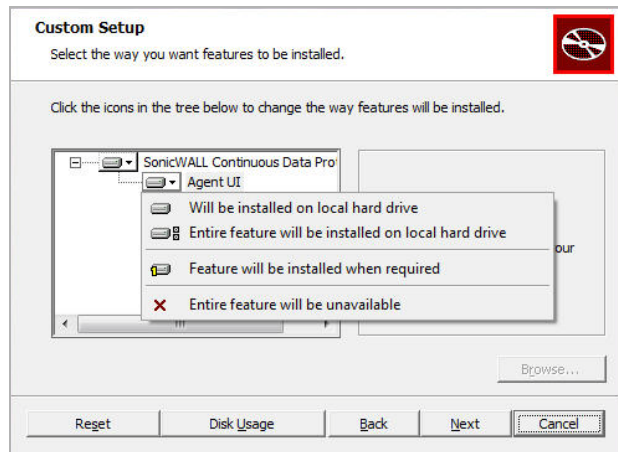 Custom Setup
Select the way you want features to be installed.
Click the icons in the tree below to change the way features will be installed.
SonicWALL Continuous Data Pro
Agent UI
Will be installed on local hard drive
Entire feature will be installed on local hard drive
our
Feature will be installed when required
Entire feature will be unavailable
Browse...
Reset
Disk Usage
Back
Next
Cancel